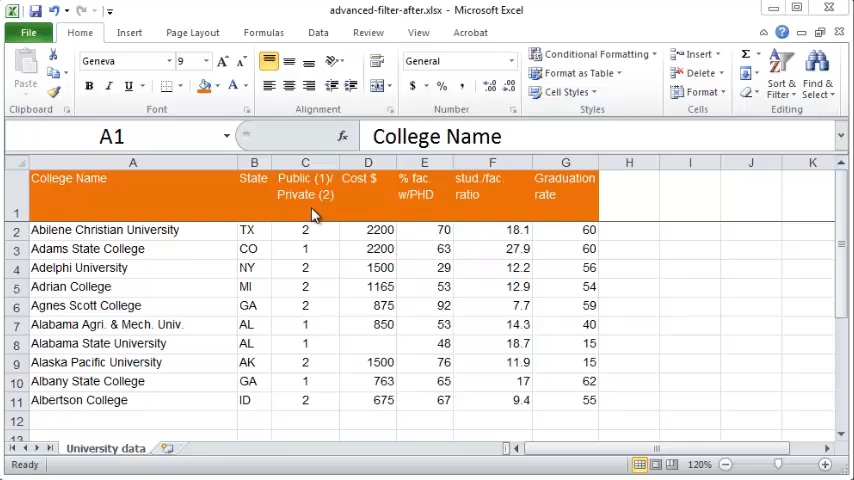 advanced-filter-after.xlsx - Microsoft Excel
File Home Insert Page Layout Formulas Data Review View Acrobat
Paste
Geneva 9
B I U A
General
$ % ,
Conditional Formatting
Format as Table
Cell Styles
Insert
Delete
Format
Σ
Sort & Filter
Find & Select
Clipboard Font Alignment Number Styles Cells Editing
A1 fx College Name
A B C D E F G H I J K
1 College Name State Public (1)/ Private (2) Cost $ % fac. w/PHD stud./fac. ratio Graduation rate
2 Abilene Christian University TX 2 2200 70 18.1 60
3 Adams State College CO 1 2200 63 27.9 60
4 Adelphi University NY 2 1500 29 12.2 56
5 Adrian College MI 2 1165 53 12.9 54
6 Agnes Scott College GA 2 875 92 7.7 59
7 Alabama Agri. & Mech. Univ. AL 1 850 53 14.3 40
8 Alabama State University AL 1 48 18.7 15
9 Alaska Pacific University AK 2 1500 76 11.9 15
10 Albany State College GA 1 763 65 17 62
11 Albertson College ID 2 675 67 9.4 55
12
13
University data
Ready 120%